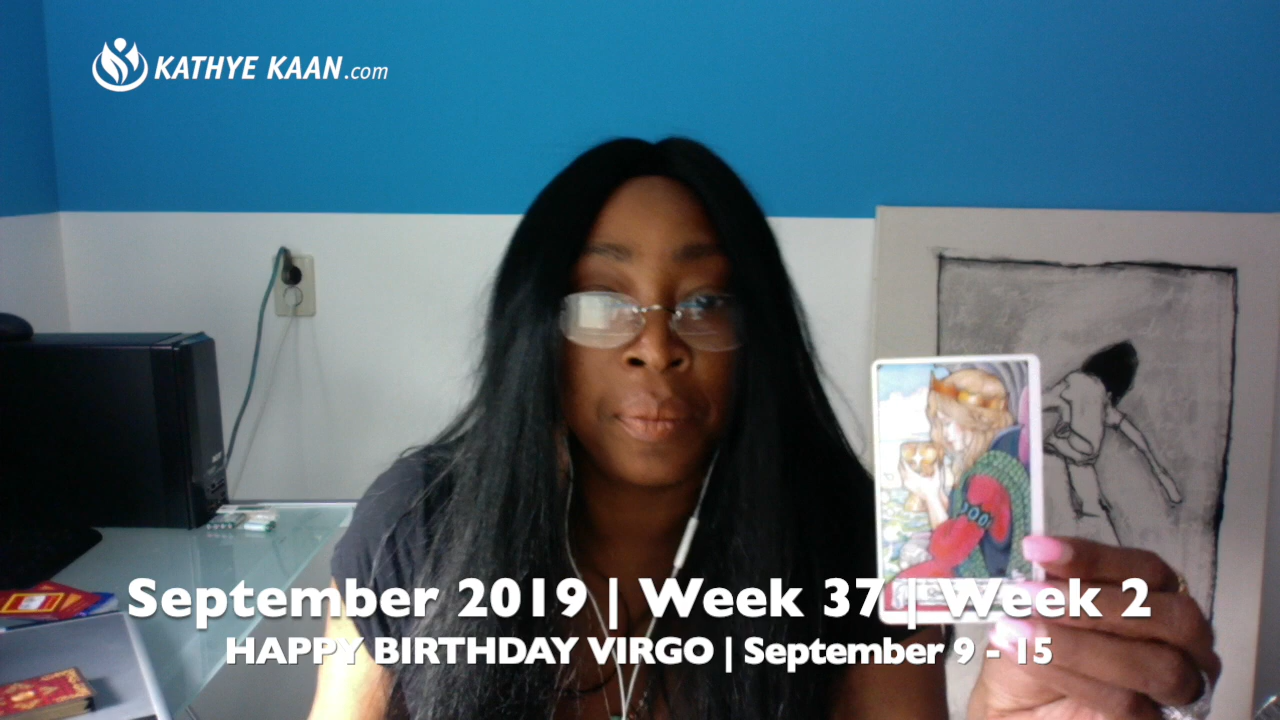 KATHYE KAAN.com
September 2019 | Week 37 | Week 2
HAPPY BIRTHDAY VIRGO | September 9 - 15